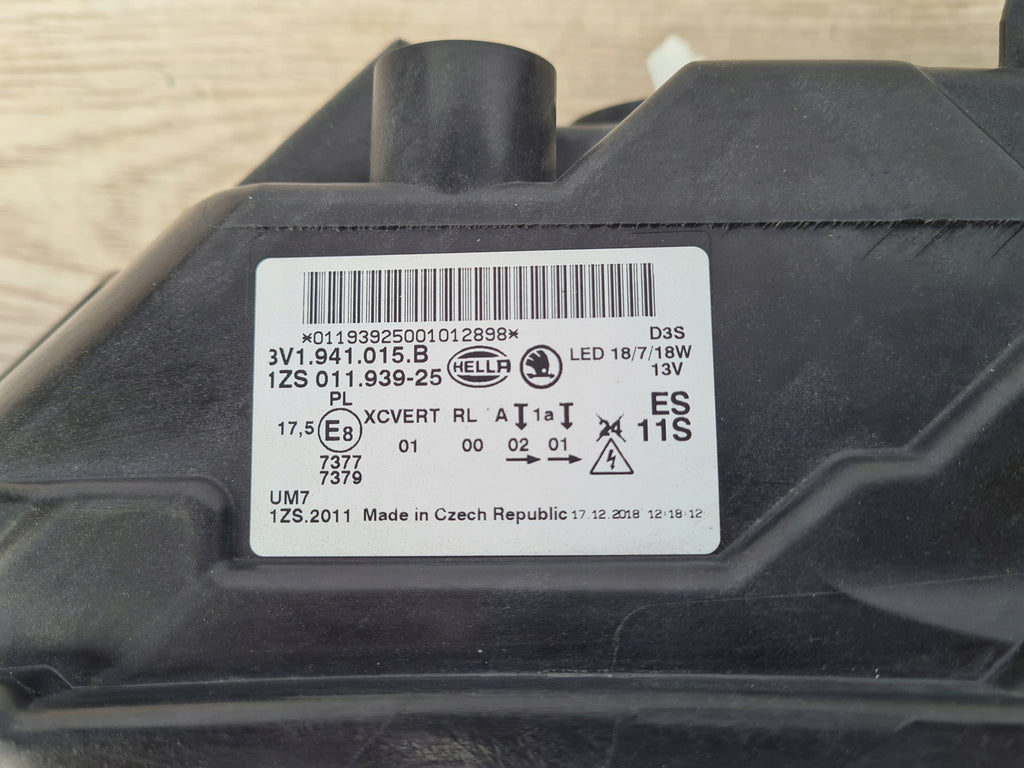 *01193925001012898*
3V1.941.015.B
1ZS 011.939-25
HELLA
D3S
LED 18/7/18W
13V
PL
17,5 E8 XCVERT RL A 1a
01 00 02 01
7377
7379
24
ES
11S
UM7
1ZS.2011 Made in Czech Republic 17.12.2018 12:18:12